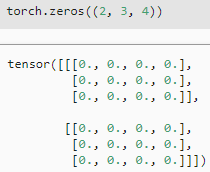 torch.zeros((2, 3, 4))
tensor([[[0., 0., 0., 0.],
[0., 0., 0., 0.],
[0., 0., 0., 0.]],
[[0., 0., 0., 0.],
[0., 0., 0., 0.],
[0., 0., 0., 0.]]])